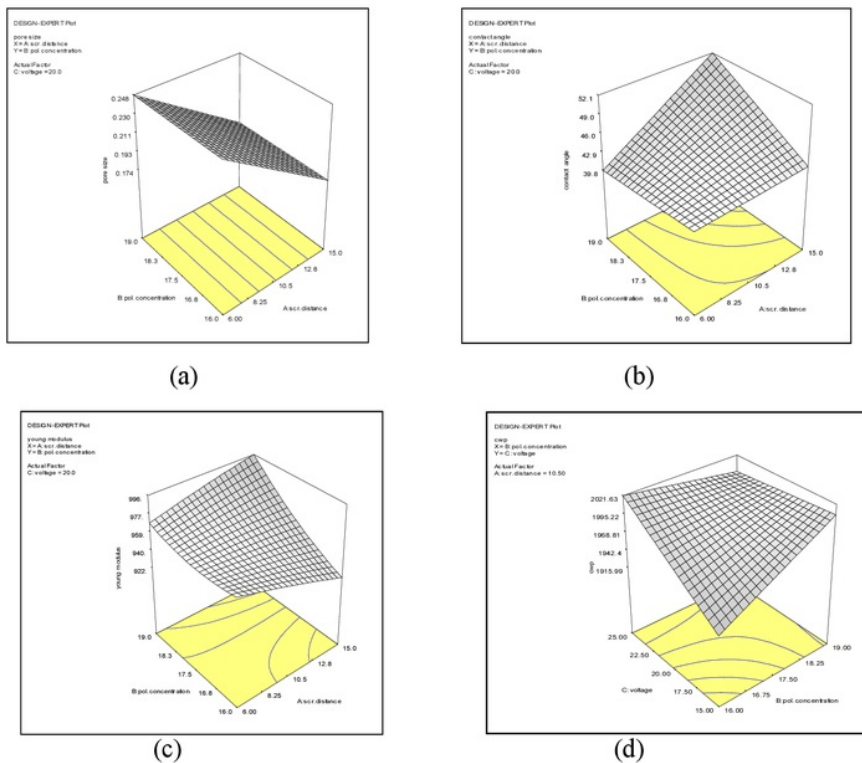 DESIGN-EXPERT Plot
pore size
X = A: scr. distance
Y = B: pol. concentration
Actual Factor
C: voltage = 20.0
0.248
0.230
0.211
0.193
0.174
pore size
19.0
18.3
17.5
16.8
16.0
B: pol. concentration
6.00
8.25
10.5
12.8
15.0
A: scr. distance
(a)
DESIGN-EXPERT Plot
contact angle
X = A: scr. distance
Y = B: pol. concentration
Actual Factor
C: voltage = 20.0
52.1
49.0
46.0
42.9
39.8
contact angle
19.0
18.3
17.5
16.8
16.0
B: pol. concentration
6.00
8.25
10.5
12.8
15.0
A: scr. distance
(b)
DESIGN-EXPERT Plot
young modulus
X = A: scr. distance
Y = B: pol. concentration
Actual Factor
C: voltage = 20.0
996.
977.
959.
940.
922.
young modulus
19.0
18.3
17.5
16.8
16.0
B: pol. concentration
6.00
8.25
10.5
12.8
15.0
A: scr. distance
(c)
DESIGN-EXPERT Plot
cwp
X = B: pol. concentration
Y = C: voltage
Actual Factor
A: scr. distance = 10.50
2021.63
1995.22
1968.81
1942.4
1915.99
cwp
25.00
22.50
20.00
17.50
15.00
C: voltage
16.00
16.75
17.50
18.25
19.00
B: pol. concentration
(d)